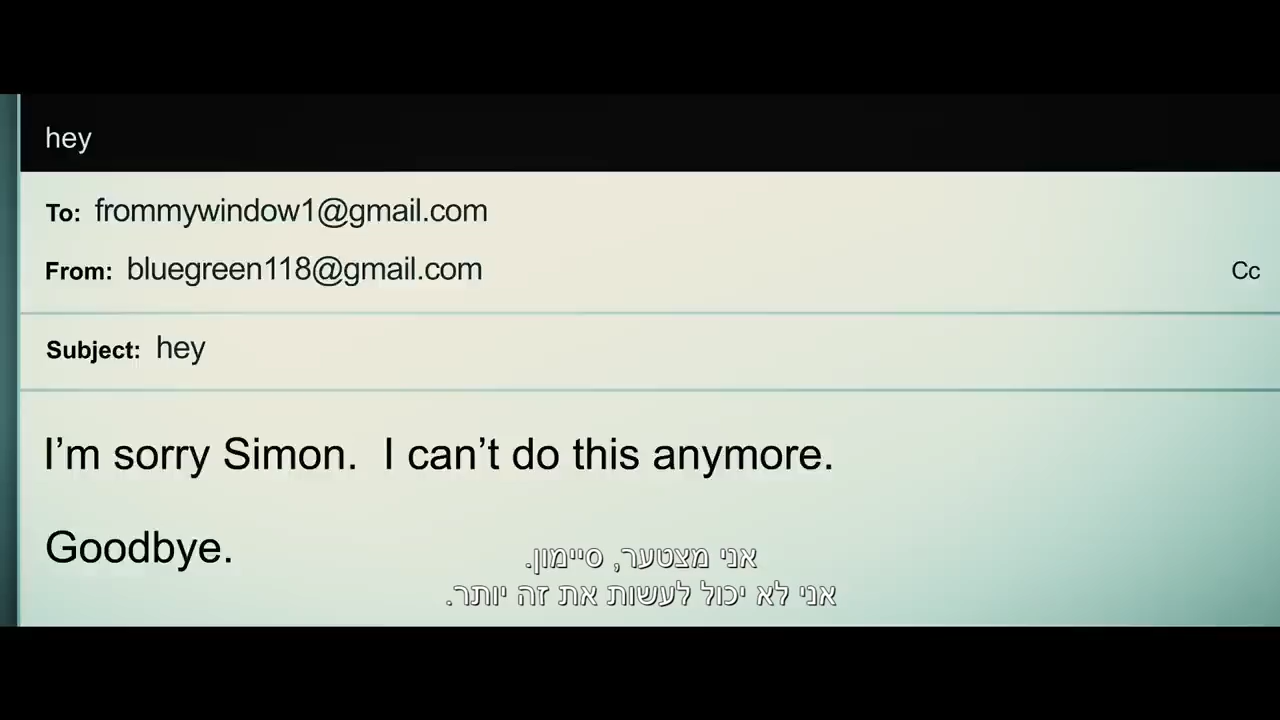 hey
To: frommywindow1@gmail.com
From: bluegreen118@gmail.com
Cc
Subject: hey
I'm sorry Simon.  I can't do this anymore.
Goodbye.
אני מצטער, סיימון.
אני לא יכול לעשות את זה יותר.